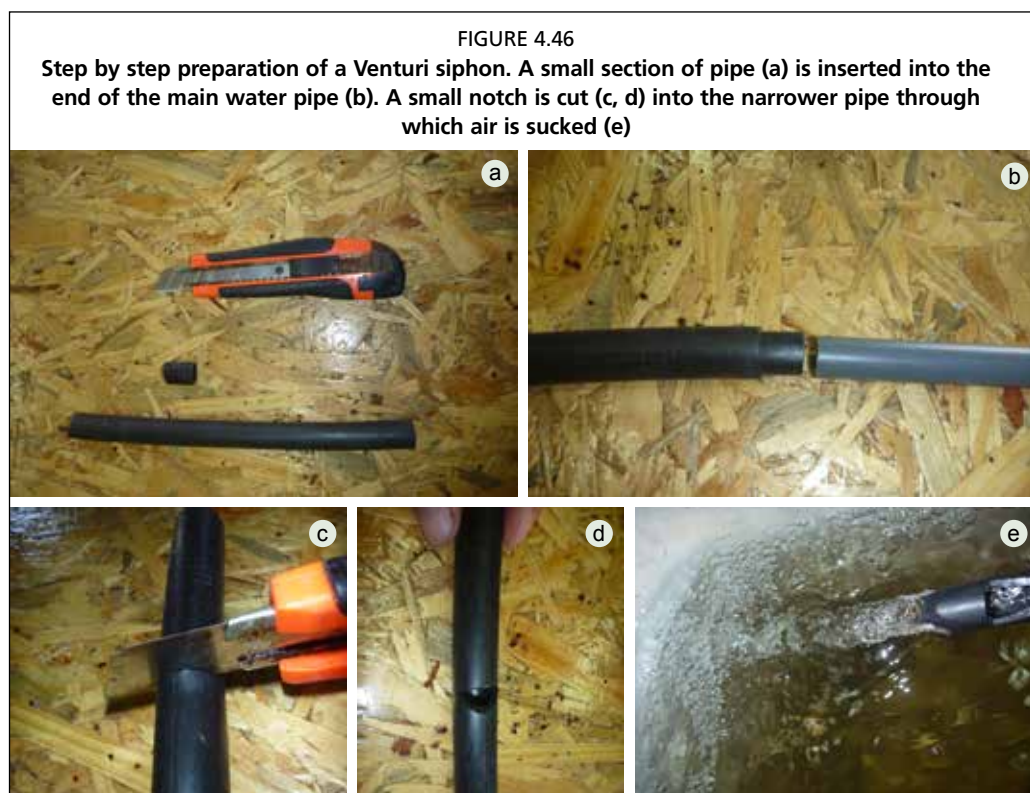 FIGURE 4.46
Step by step preparation of a Venturi siphon. A small section of pipe (a) is inserted into the
end of the main water pipe (b). A small notch is cut (c, d) into the narrower pipe through
which air is sucked (e)
a
b
c
d
e